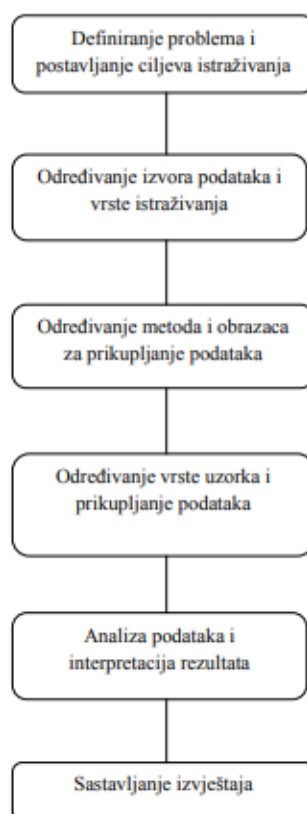 Definiranje problema i
postavljanje ciljeva istraživanja
Određivanje izvora podataka i
vrste istraživanja
Određivanje metoda i obrazaca
za prikupljanje podataka
Određivanje vrste uzorka i
prikupljanje podataka
Analiza podataka i
interpretacija rezultata
Sastavljanje izvještaja